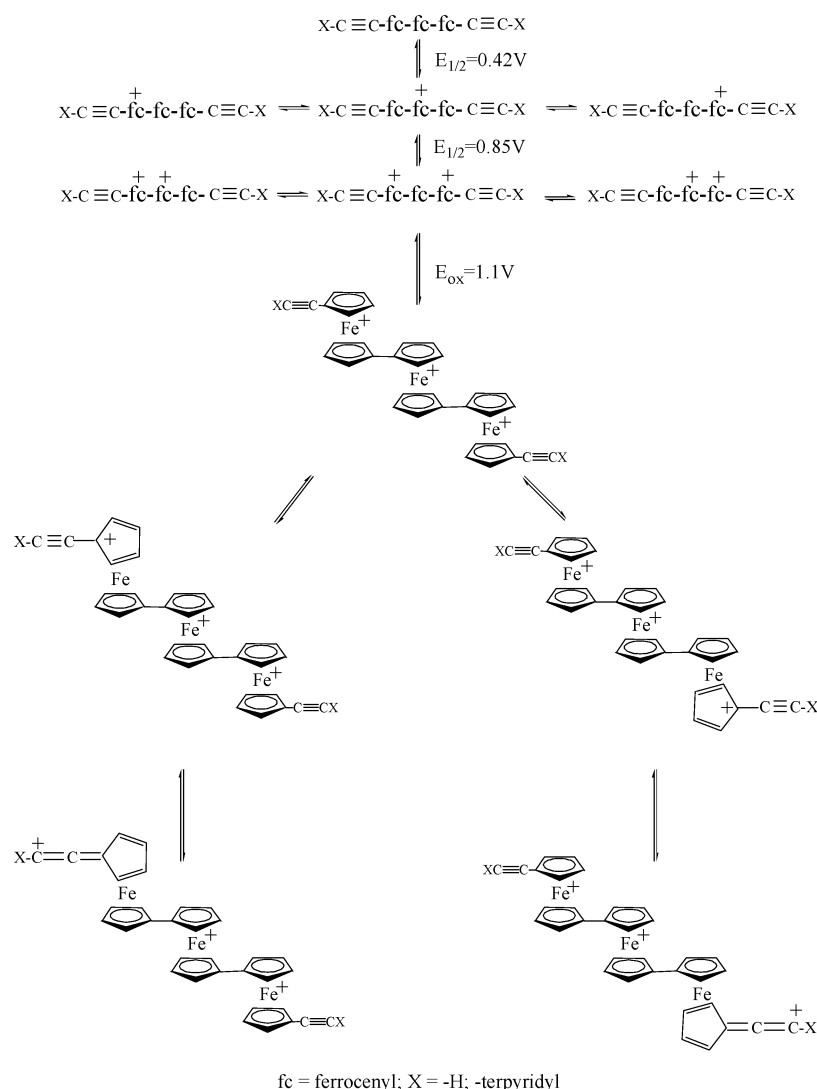 X-C≡C-fc-fc-fc-C≡C-X
E1/2=0.42V
+ + +
X-C≡C-fc-fc-fc-C≡C-X X-C≡C-fc-fc-fc-C≡C-X X-C≡C-fc-fc-fc-C≡C-X
E1/2=0.85V
+ + + + + +
X-C≡C-fc-fc-fc-C≡C-X X-C≡C-fc-fc-fc-C≡C-X X-C≡C-fc-fc-fc-C≡C-X
Eox=1.1V
XC≡C
Fe+
Fe+
Fe+
C≡CX
X-C≡C +
Fe
Fe+
Fe+
C≡CX
XC≡C
Fe+
Fe+
Fe
+ C≡C-X
+
X-C=C=
Fe
Fe+
Fe+
C≡CX
XC≡C
Fe+
Fe+
Fe
+
=C=C-X
fc = ferrocenyl; X = -H; -terpyridyl